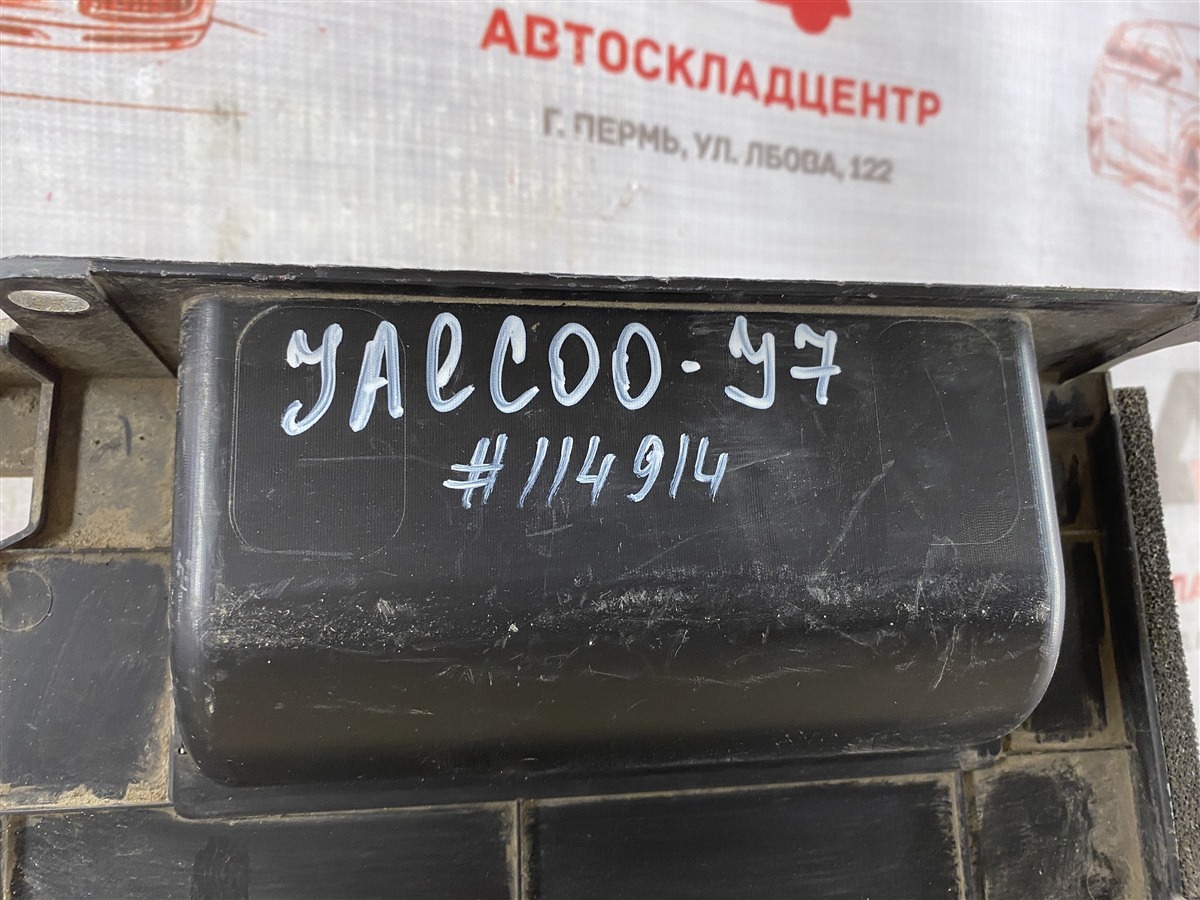 АВТОСКЛАДЦЕНТР
Г. ПЕРМЬ, УЛ. ЛБОВА, 122
JAECOO - J7
#114914